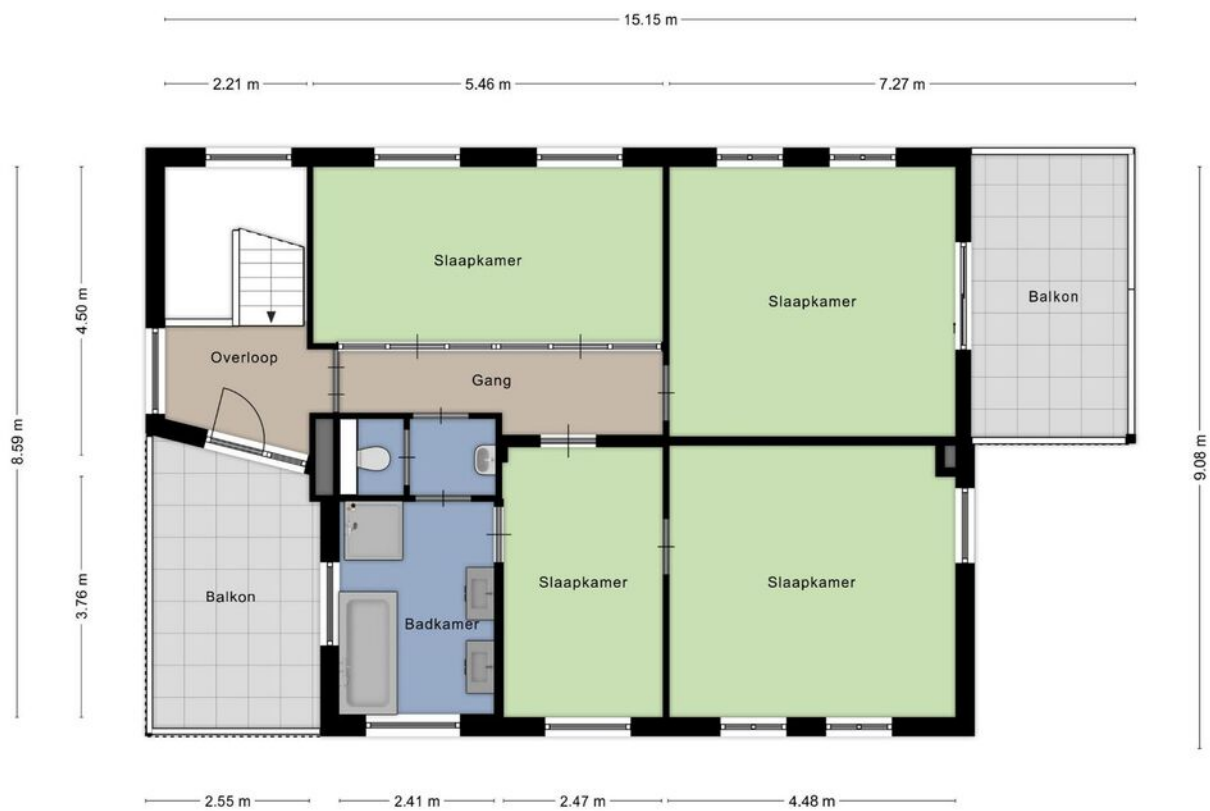 15.15 m
2.21 m
5.46 m
7.27 m
Slaapkamer
Slaapkamer
Balkon
4.50 m
Overloop
Gang
8.59 m
9.08 m
Slaapkamer
Slaapkamer
Balkon
3.76 m
Badkamer
2.55 m
2.41 m
2.47 m
4.48 m